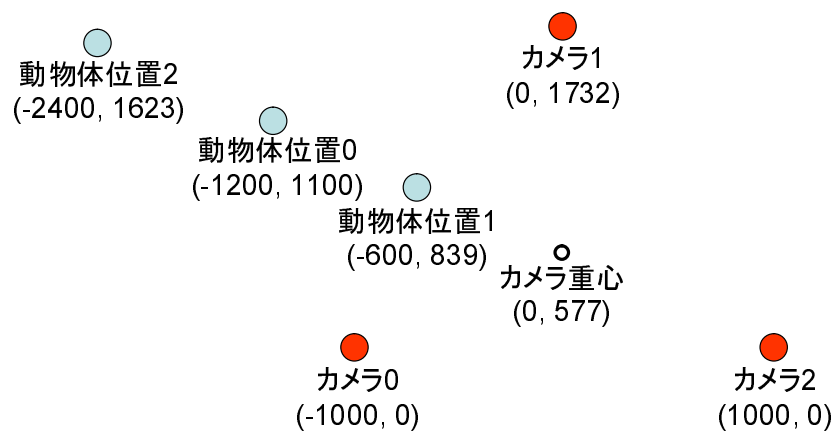 動物体位置2
(-2400, 1623)
カメラ1
(0, 1732)
動物体位置0
(-1200, 1100)
動物体位置1
(-600, 839)
カメラ重心
(0, 577)
カメラ0
(-1000, 0)
カメラ2
(1000, 0)